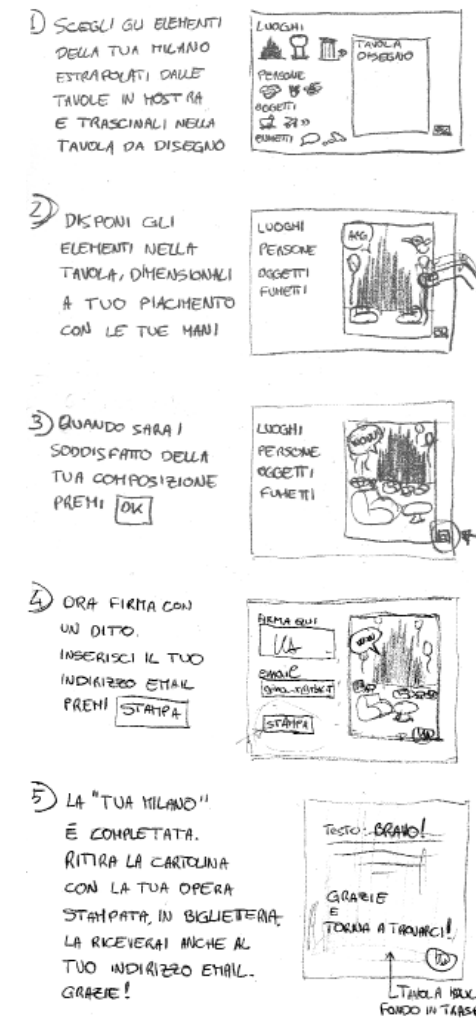 1) SCEGLI GLI ELEMENTI
DELLA TUA MILANO
ESTRAPOLATI DALLE
TAVOLE IN MOSTRA
E TRASCINALI NELLA
TAVOLA DA DISEGNO
LUOGHI
PERSONE
OGGETTI
FUMETTI
TAVOLA
DISEGNO
2) DISPONI GLI
ELEMENTI NELLA
TAVOLA, DIMENSIONALI
A TUO PIACIMENTO
CON LE TUE MANI
LUOGHI
PERSONE
OGGETTI
FUMETTI
3) QUANDO SARAI
SODDISFATTO DELLA
TUA COMPOSIZIONE
PREMI OK
LUOGHI
PERSONE
OGGETTI
FUMETTI
WOW!
4) ORA FIRMA CON
UN DITO.
INSERISCI IL TUO
INDIRIZZO EMAIL
PREMI STAMPA
FIRMA QUI
EMAIL
STAMPA
WOW
5) LA "TUA MILANO"
È COMPLETATA.
RITIRA LA CARTOLINA
CON LA TUA OPERA
STAMPATA, IN BIGLIETTERIA.
LA RICEVERAI ANCHE AL
TUO INDIRIZZO EMAIL.
GRAZIE!
TESTO: BRAVO!
GRAZIE
E
TORNA A TROVARCI!
TAVOLA
FONDO IN